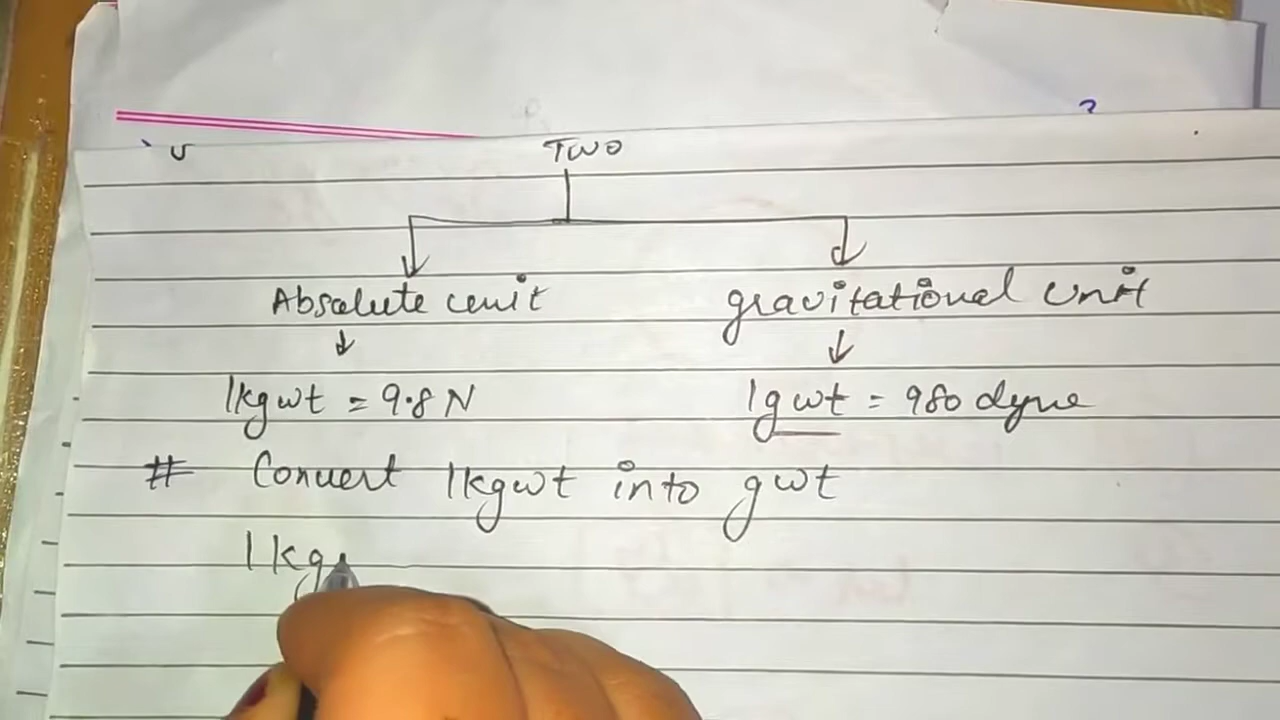 Two
Absolute unit gravitational unit
1kgwt = 9.8 N 1gwt = 980 dyne
# Convert 1kgwt into gwt
1kg